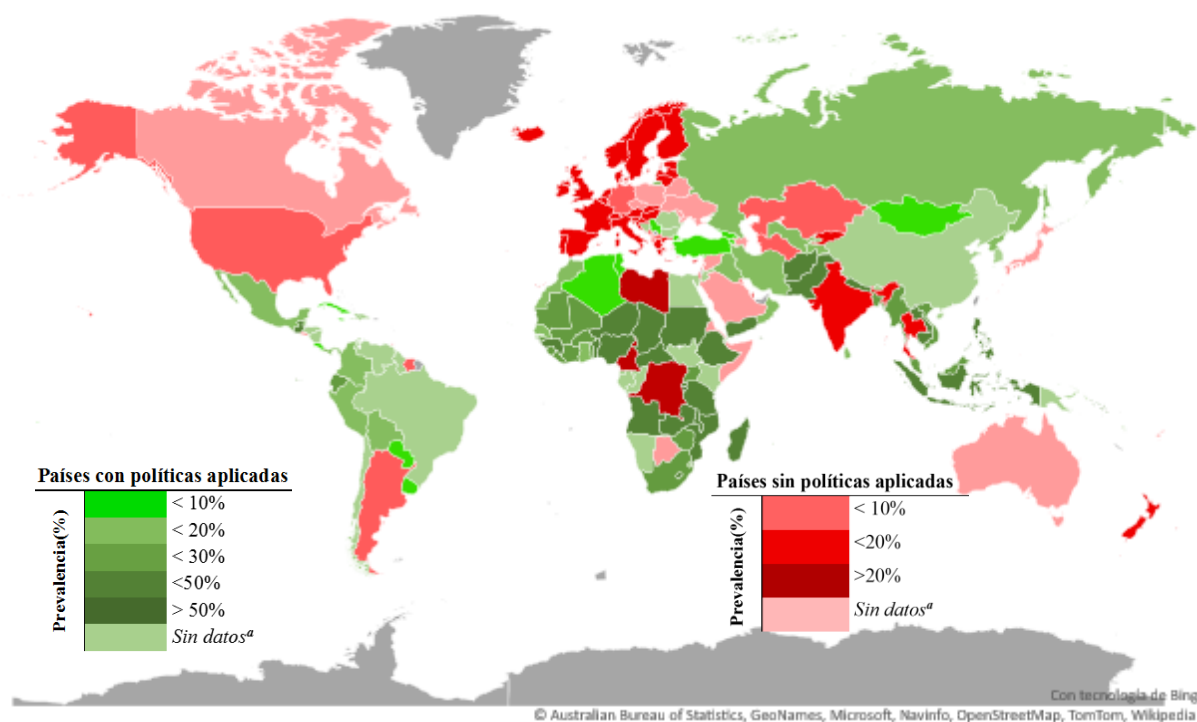 Países con políticas aplicadas
Prevalencia(%)
< 10%
< 20%
< 30%
<50%
> 50%
Sin datosª
Países sin políticas aplicadas
Prevalencia(%)
< 10%
<20%
>20%
Sin datosª
Con tecnología de Bing
© Australian Bureau of Statistics, GeoNames, Microsoft, Navinfo, OpenStreetMap, TomTom, Wikipedia